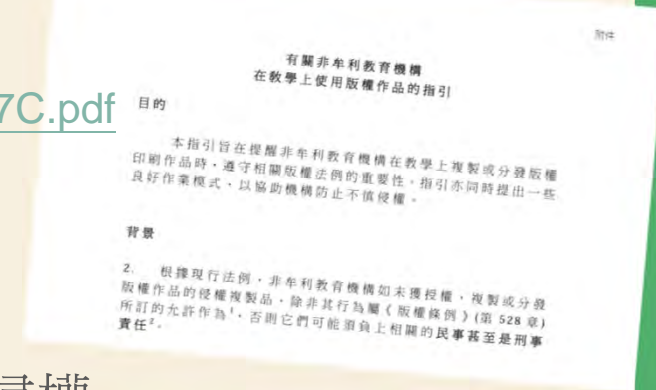 附件
有關非牟利教育機構
在教學上使用版權作品的指引
7C.pdf
目的
本指引旨在提醒非牟利教育機構在教學上複製或分發版權
印刷作品時，遵守相關版權法例的重要性。指引亦同時提出一些
良好作業模式，以協助機構防止不慎侵權。
背景
2. 根據現行法例，非牟利教育機構如未獲授權，複製或分發
版權作品的侵權複製品，除非其行為屬《版權條例》(第 528 章)
所訂的允許作為¹，否則它們可能須負上相關的民事甚至是刑事
責任²。